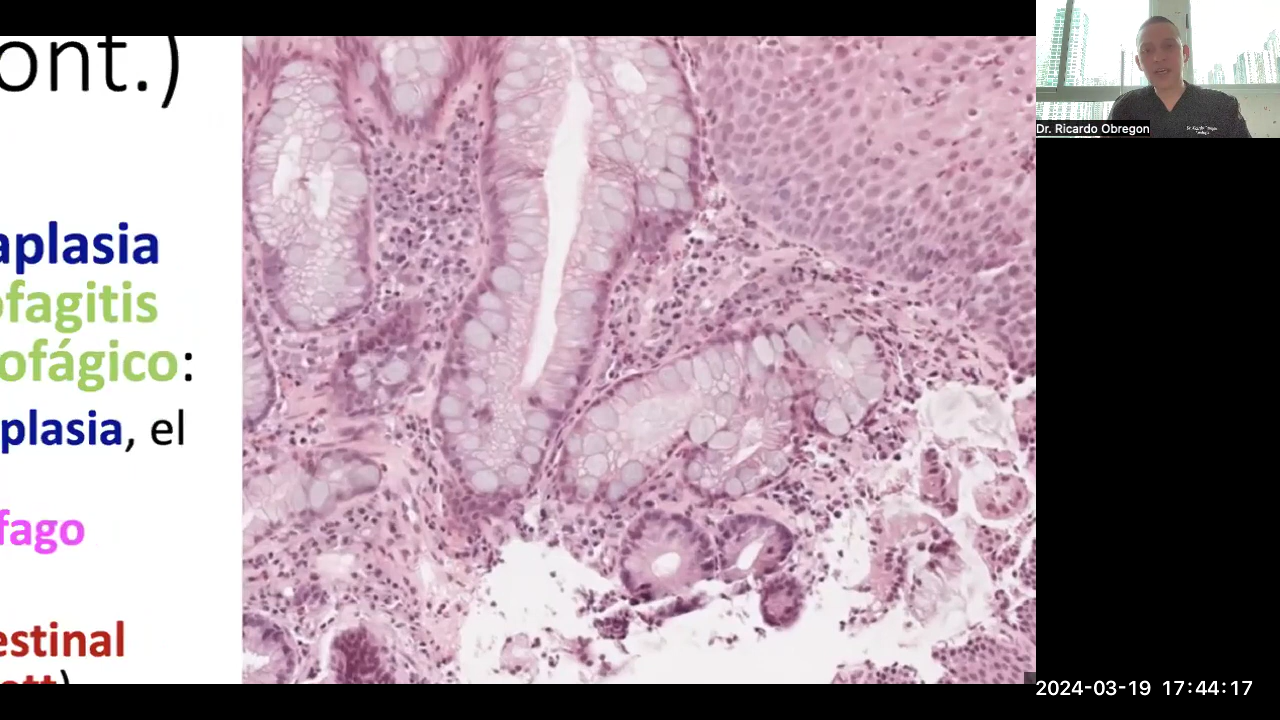 ont.)
aplasia
ofagitis
ofágico:
plasia, el
fago
estinal
Dr. Ricardo Obregon
2024-03-19 17:44:17